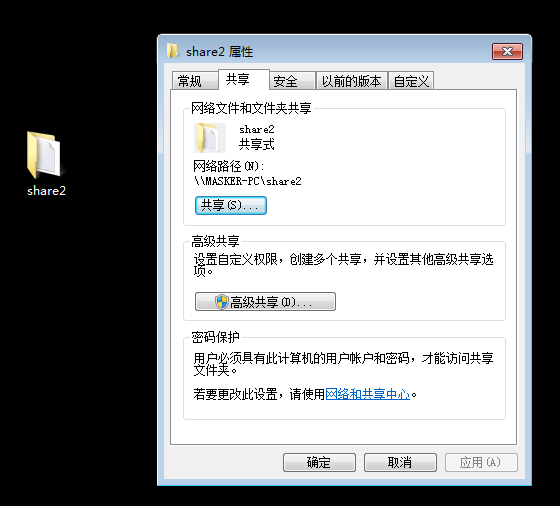 share2 属性
常规 共享 安全 以前的版本 自定义
网络文件和文件夹共享
share2
共享式
网络路径(N):
\\MASKER-PC\share2
共享(S)...
share2
高级共享
设置自定义权限，创建多个共享，并设置其他高级共享选
项。
高级共享(D)...
密码保护
用户必须具有此计算机的用户帐户和密码，才能访问共享
文件夹。
若要更改此设置，请使用网络和共享中心。
确定 取消 应用(A)